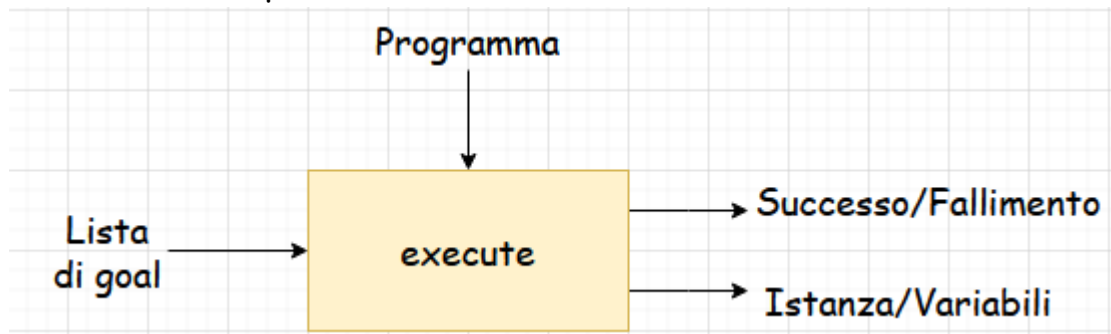 Programma
Lista
di goal
execute
Successo/Fallimento
Istanza/Variabili